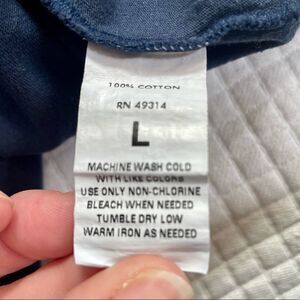 100% COTTON
RN 49314
L
MACHINE WASH COLD
WITH LIKE COLORS
USE ONLY NON-CHLORINE
BLEACH WHEN NEEDED
TUMBLE DRY LOW
WARM IRON AS NEEDED